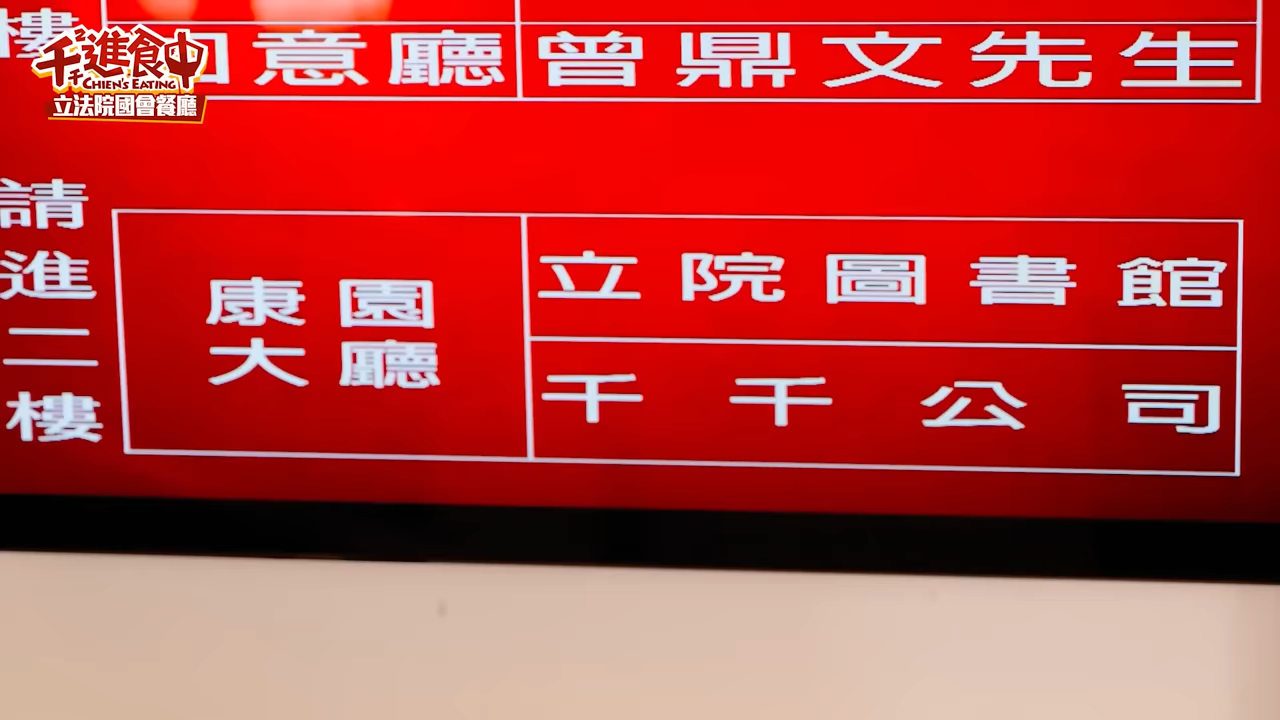 千千進食中
CHIEN'S EATING
立法院國會餐廳
樓
如意廳
曾鼎文先生
請進二樓
康園大廳
立院圖書館
千千公司